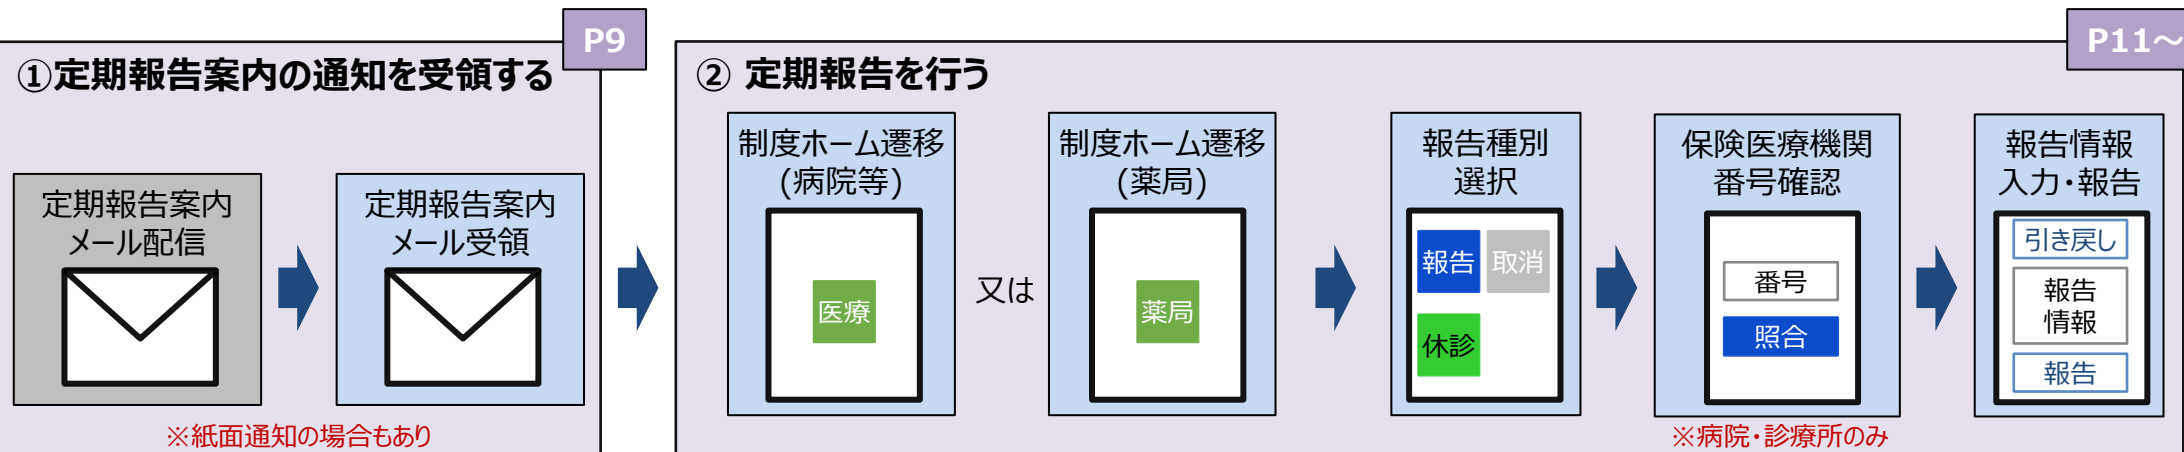 P9
①定期報告案内の通知を受領する
定期報告案内
メール配信
定期報告案内
メール受領
※紙面通知の場合もあり
P11～
② 定期報告を行う
制度ホーム遷移
(病院等)
医療
又は
制度ホーム遷移
(薬局)
薬局
報告種別
選択
報告
取消
休診
保険医療機関
番号確認
番号
照合
※病院・診療所のみ
報告情報
入力・報告
引き戻し
報告
情報
報告